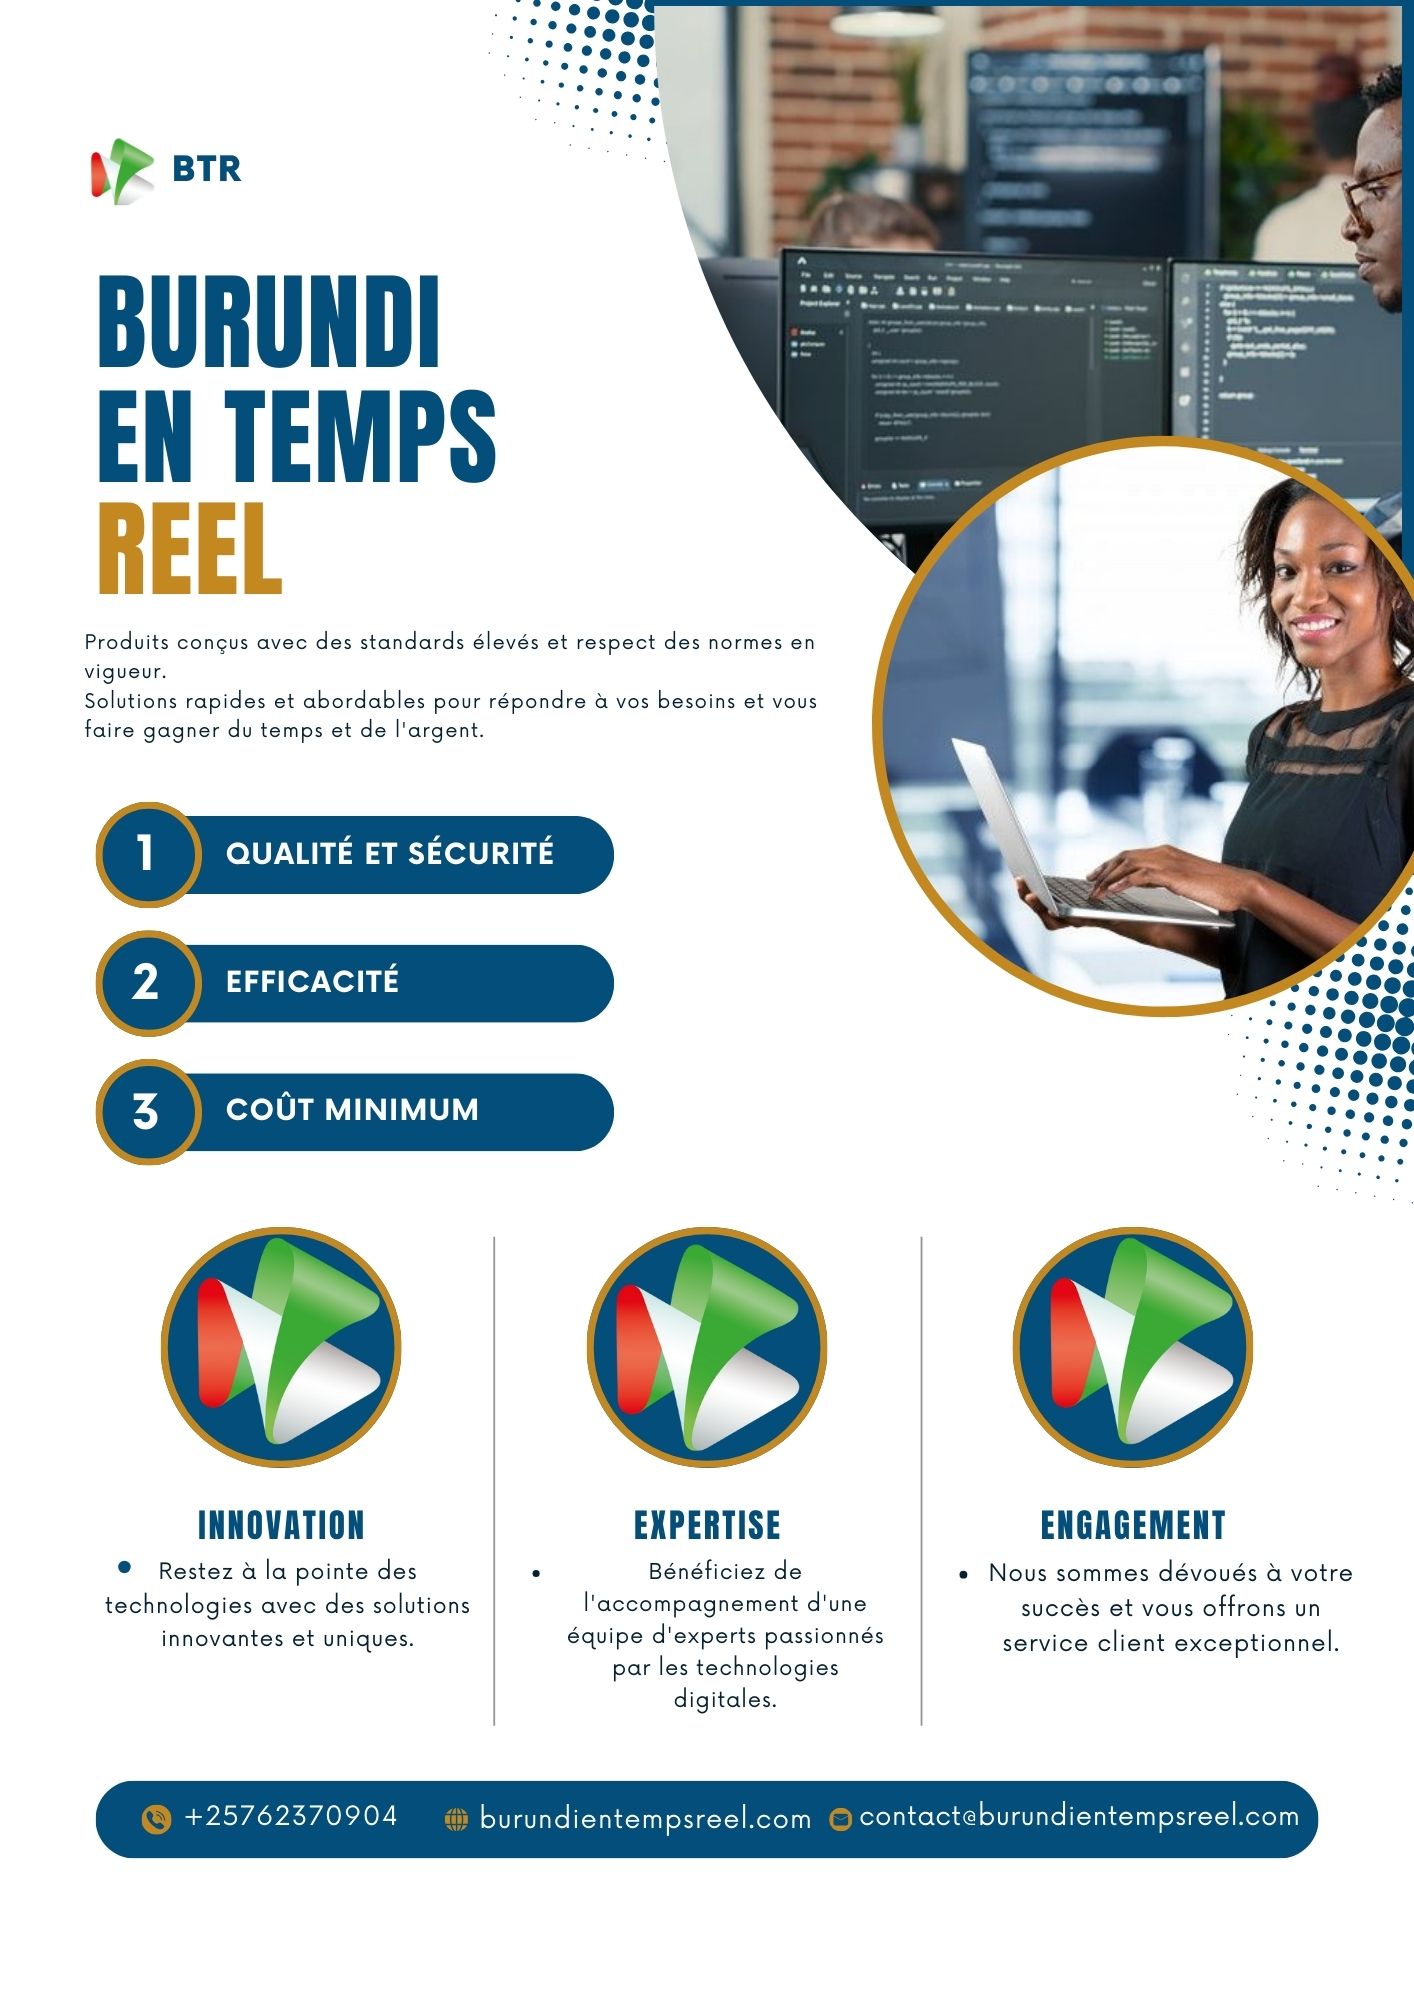 BTR
BURUNDI
EN TEMPS
REEL
Produits conçus avec des standards élevés et respect des normes en
vigueur.
Solutions rapides et abordables pour répondre à vos besoins et vous
faire gagner du temps et de l'argent.
1
QUALITÉ ET SÉCURITÉ
2
EFFICACITÉ
3
COÛT MINIMUM
INNOVATION
• Restez à la pointe des
technologies avec des solutions
innovantes et uniques.
EXPERTISE
• Bénéficiez de
l'accompagnement d'une
équipe d'experts passionnés
par les technologies
digitales.
ENGAGEMENT
• Nous sommes dévoués à votre
succès et vous offrons un
service client exceptionnel.
+25762370904
burundientempsreel.com
contact@burundientempsreel.com